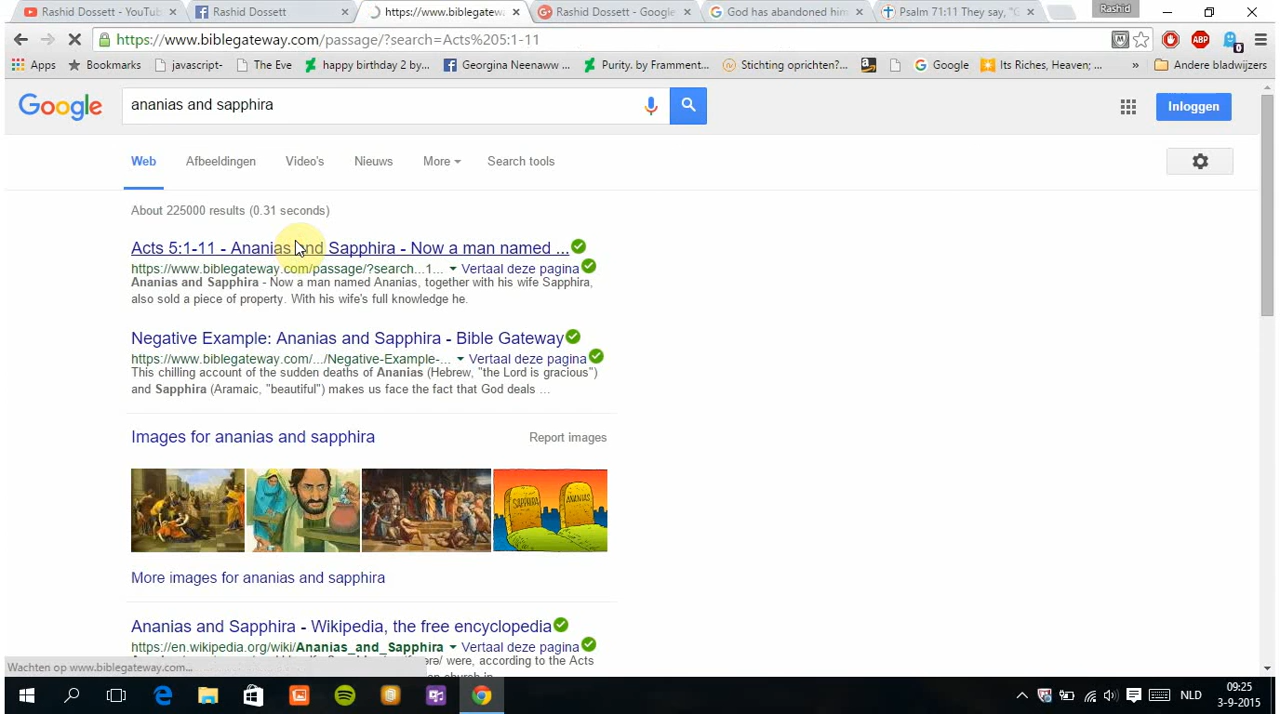 Rashid Dossett - YouTub
Rashid Dossett
https://www.biblegatew
Rashid Dossett - Google
God has abandoned him
Psalm 71:11 They say, "G
Rashid
https://www.biblegateway.com/passage/?search=Acts%205:1-11
Apps
Bookmarks
javascript-
The Eve
happy birthday 2 by...
Georgina Neenaww ...
Purity. by Framment...
Stichting oprichten?...
Google
Its Riches, Heaven; ...
»
Andere bladwijzers
Google
ananias and sapphira
Inloggen
Web
Afbeeldingen
Video's
Nieuws
More
Search tools
About 225000 results (0.31 seconds)
Acts 5:1-11 - Ananias and Sapphira - Now a man named ...
https://www.biblegateway.com/passage/?search...1... Vertaal deze pagina
Ananias and Sapphira - Now a man named Ananias, together with his wife Sapphira,
also sold a piece of property. With his wife's full knowledge he.
Negative Example: Ananias and Sapphira - Bible Gateway
https://www.biblegateway.com/.../Negative-Example-... Vertaal deze pagina
This chilling account of the sudden deaths of Ananias (Hebrew, "the Lord is gracious")
and Sapphira (Aramaic, "beautiful") makes us face the fact that God deals ...
Images for ananias and sapphira
Report images
SAPPHIRA
ANANIAS
More images for ananias and sapphira
Ananias and Sapphira - Wikipedia, the free encyclopedia
https://en.wikipedia.org/wiki/Ananias_and_Sapphira Vertaal deze pagina
were, according to the Acts
Wachten op www.biblegateway.com...
NLD
09:25
3-9-2015